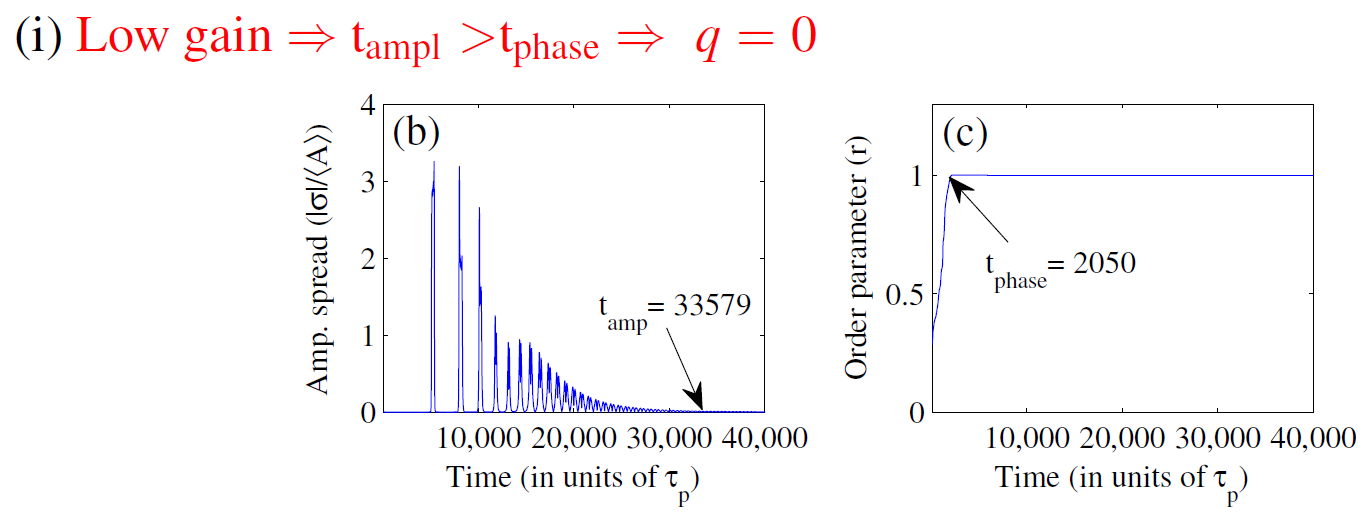 (i) Low gain ⇒ t_ampl >t_phase ⇒ q = 0
(b)
Amp. spread (|σ|/⟨A⟩)
4
3
2
1
0
t_amp= 33579
10,000 20,000 30,000 40,000
Time (in units of τ_p)
(c)
Order parameter (r)
1
0.5
0
t_phase= 2050
10,000 20,000 30,000 40,000
Time (in units of τ_p)